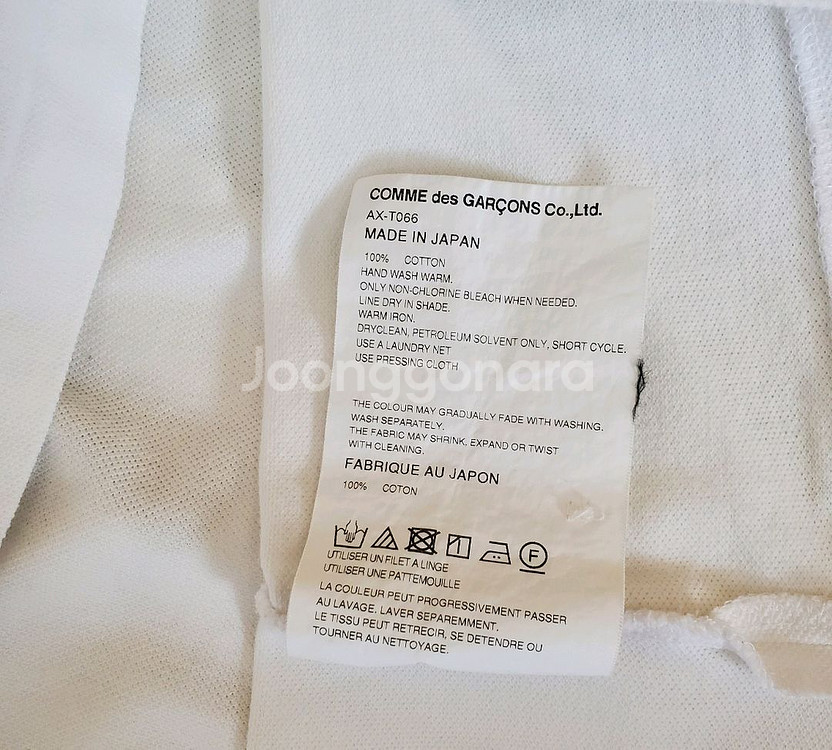 COMME des GARÇONS Co.,Ltd.
AX-T066
MADE IN JAPAN
100% COTTON
HAND WASH WARM.
ONLY NON-CHLORINE BLEACH WHEN NEEDED.
LINE DRY IN SHADE.
WARM IRON.
DRYCLEAN, PETROLEUM SOLVENT ONLY, SHORT CYCLE.
USE A LAUNDRY NET
USE PRESSING CLOTH
Joonggonara
THE COLOUR MAY GRADUALLY FADE WITH WASHING.
WASH SEPARATELY.
THE FABRIC MAY SHRINK, EXPAND OR TWIST
WITH CLEANING.
FABRIQUE AU JAPON
100% COTON
F
UTILISER UN FILET A LINGE
UTILISER UNE PATTEMOUILLE
LA COULEUR PEUT PROGRESSIVEMENT PASSER
AU LAVAGE. LAVER SEPAREMMENT.
LE TISSU PEUT RETRECIR, SE DETENDRE OU
TOURNER AU NETTOYAGE.